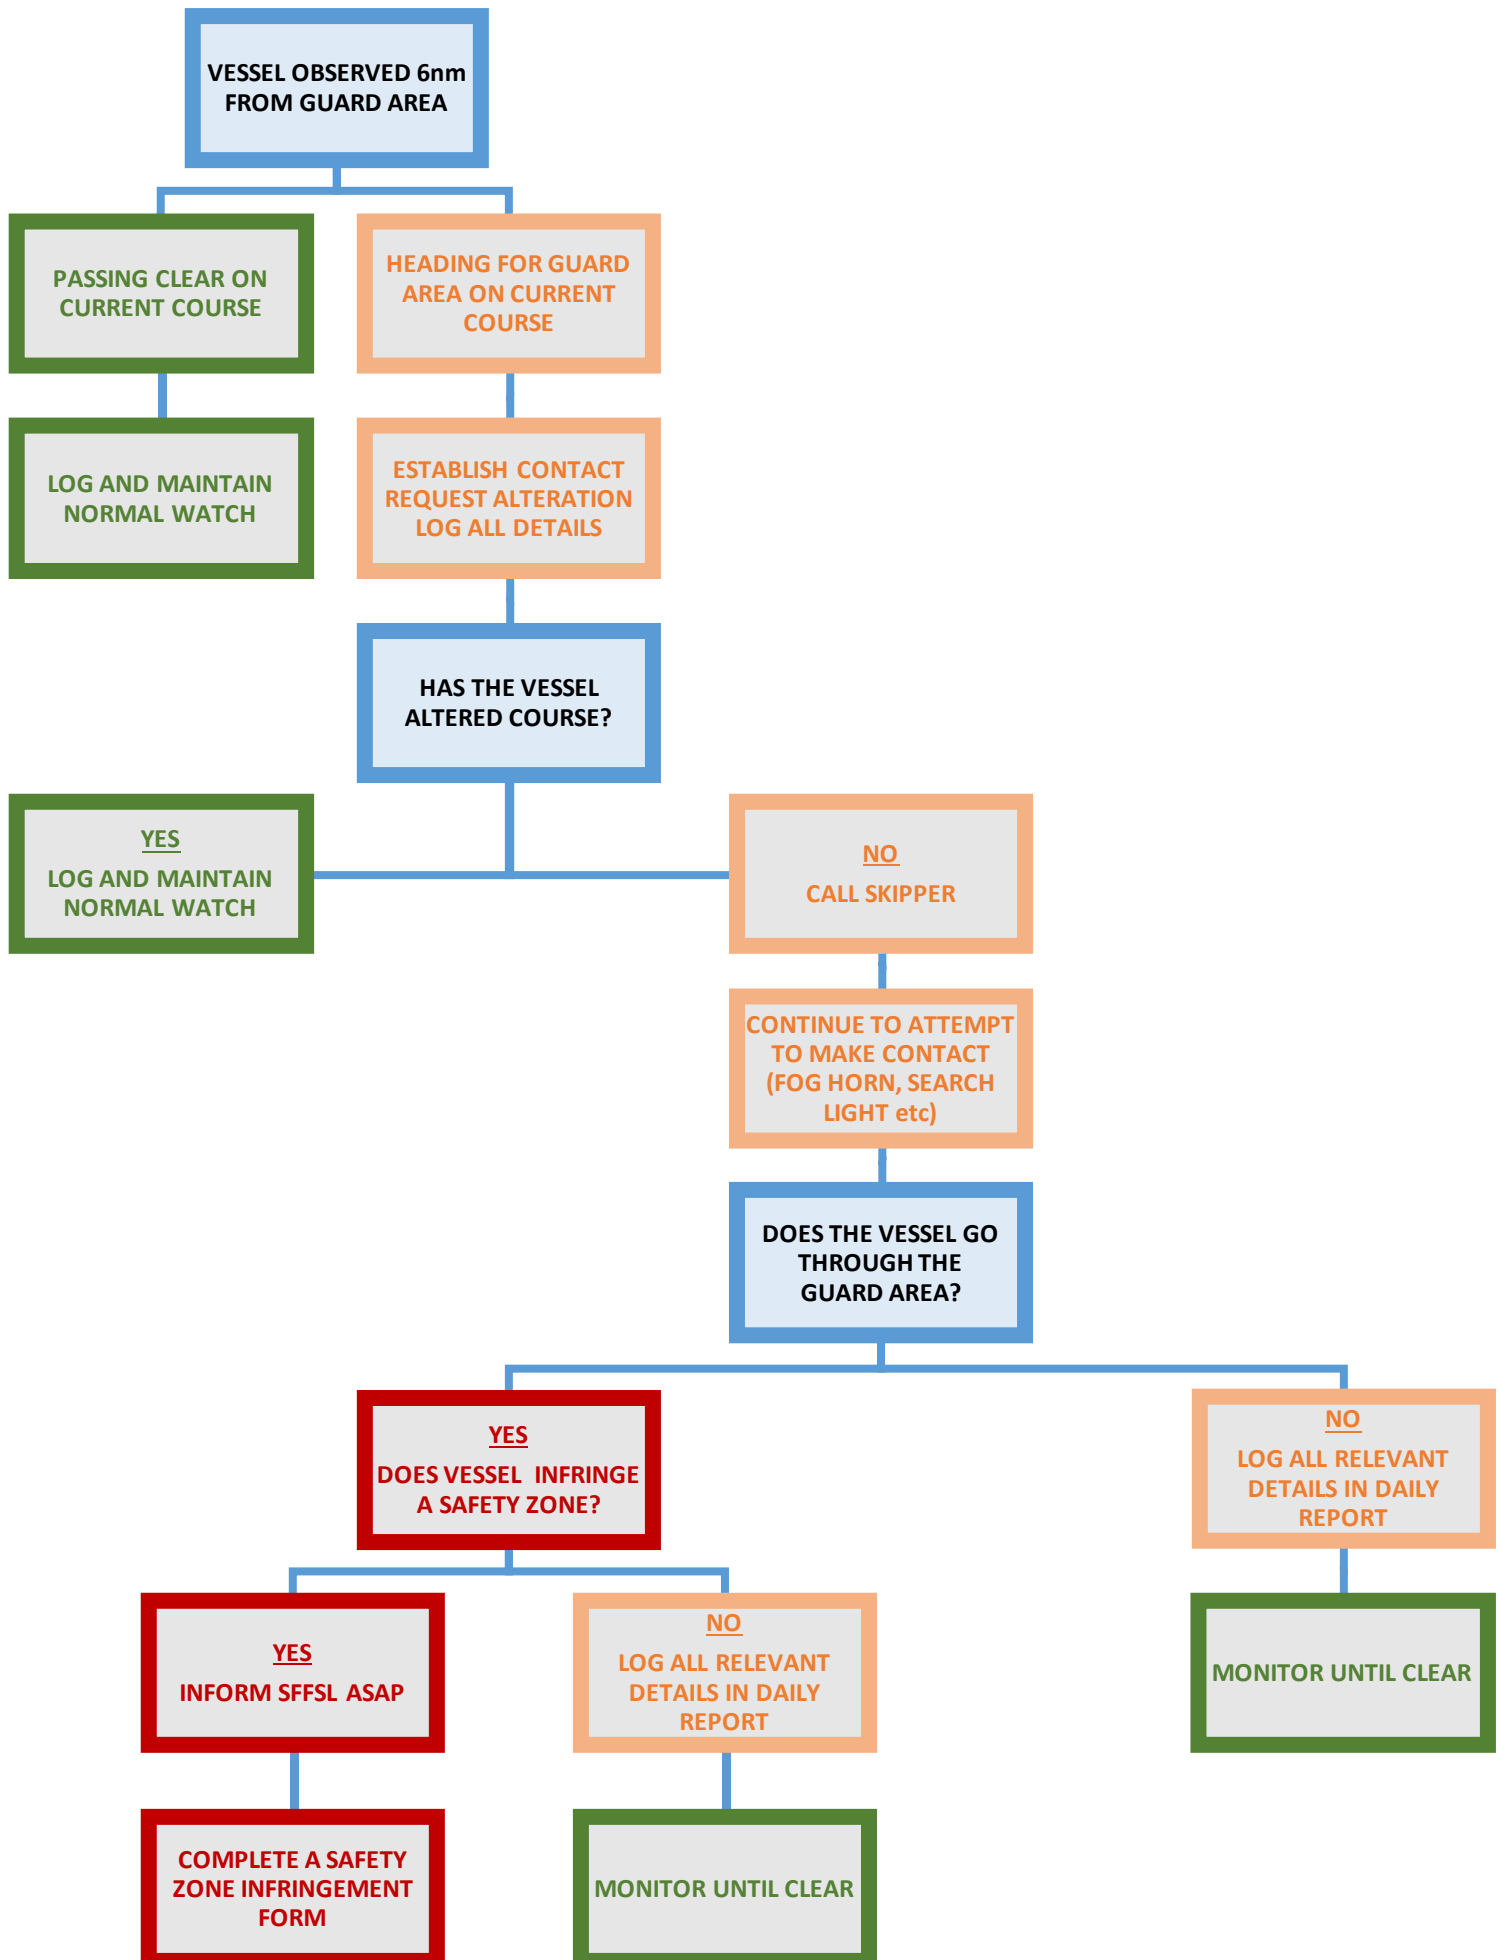 VESSEL OBSERVED 6nm
FROM GUARD AREA
PASSING CLEAR ON
CURRENT COURSE
HEADING FOR GUARD
AREA ON CURRENT
COURSE
LOG AND MAINTAIN
NORMAL WATCH
ESTABLISH CONTACT
REQUEST ALTERATION
LOG ALL DETAILS
HAS THE VESSEL
ALTERED COURSE?
YES
LOG AND MAINTAIN
NORMAL WATCH
NO
CALL SKIPPER
CONTINUE TO ATTEMPT
TO MAKE CONTACT
(FOG HORN, SEARCH
LIGHT etc)
DOES THE VESSEL GO
THROUGH THE
GUARD AREA?
YES
DOES VESSEL INFRINGE
A SAFETY ZONE?
NO
LOG ALL RELEVANT
DETAILS IN DAILY
REPORT
YES
INFORM SFFSL ASAP
NO
LOG ALL RELEVANT
DETAILS IN DAILY
REPORT
MONITOR UNTIL CLEAR
COMPLETE A SAFETY
ZONE INFRINGEMENT
FORM
MONITOR UNTIL CLEAR